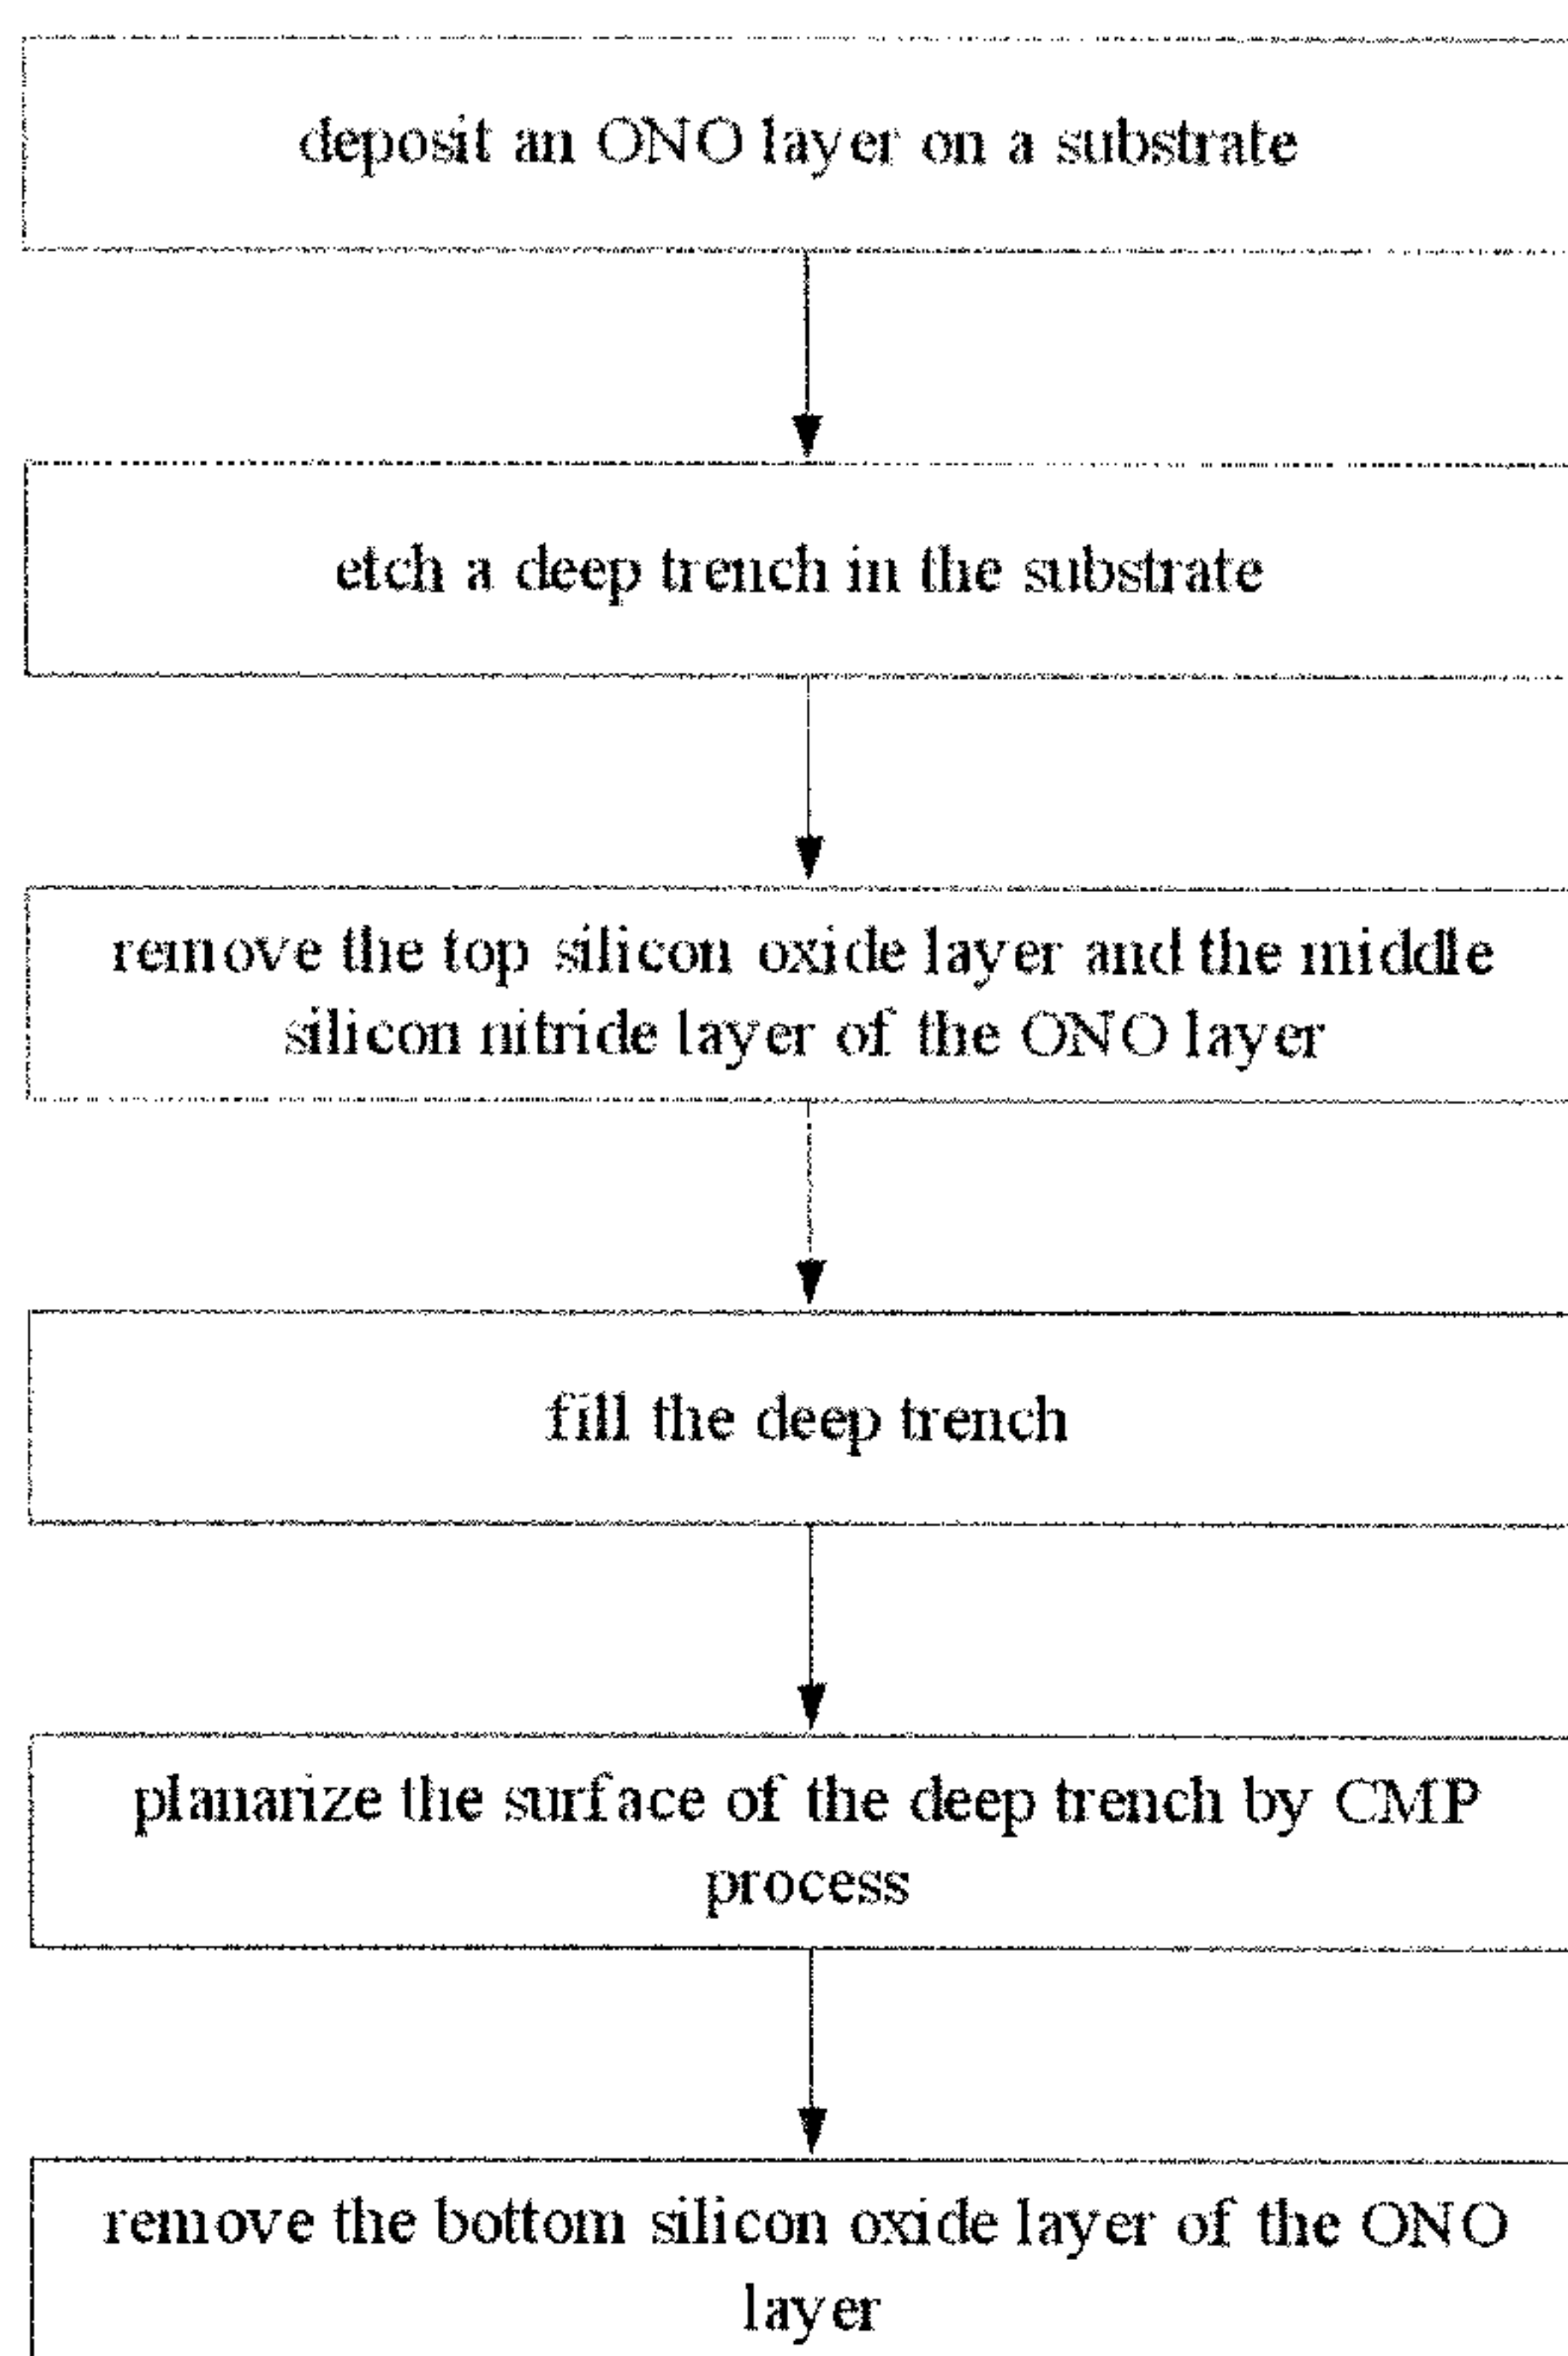 deposit an ONO layer on a substrate
etch a deep trench in the substrate
remove the top silicon oxide layer and the middle
silicon nitride layer of the ONO layer
fill the deep trench
planarize the surface of the deep trench by CMP
process
remove the bottom silicon oxide layer of the ONO
layer